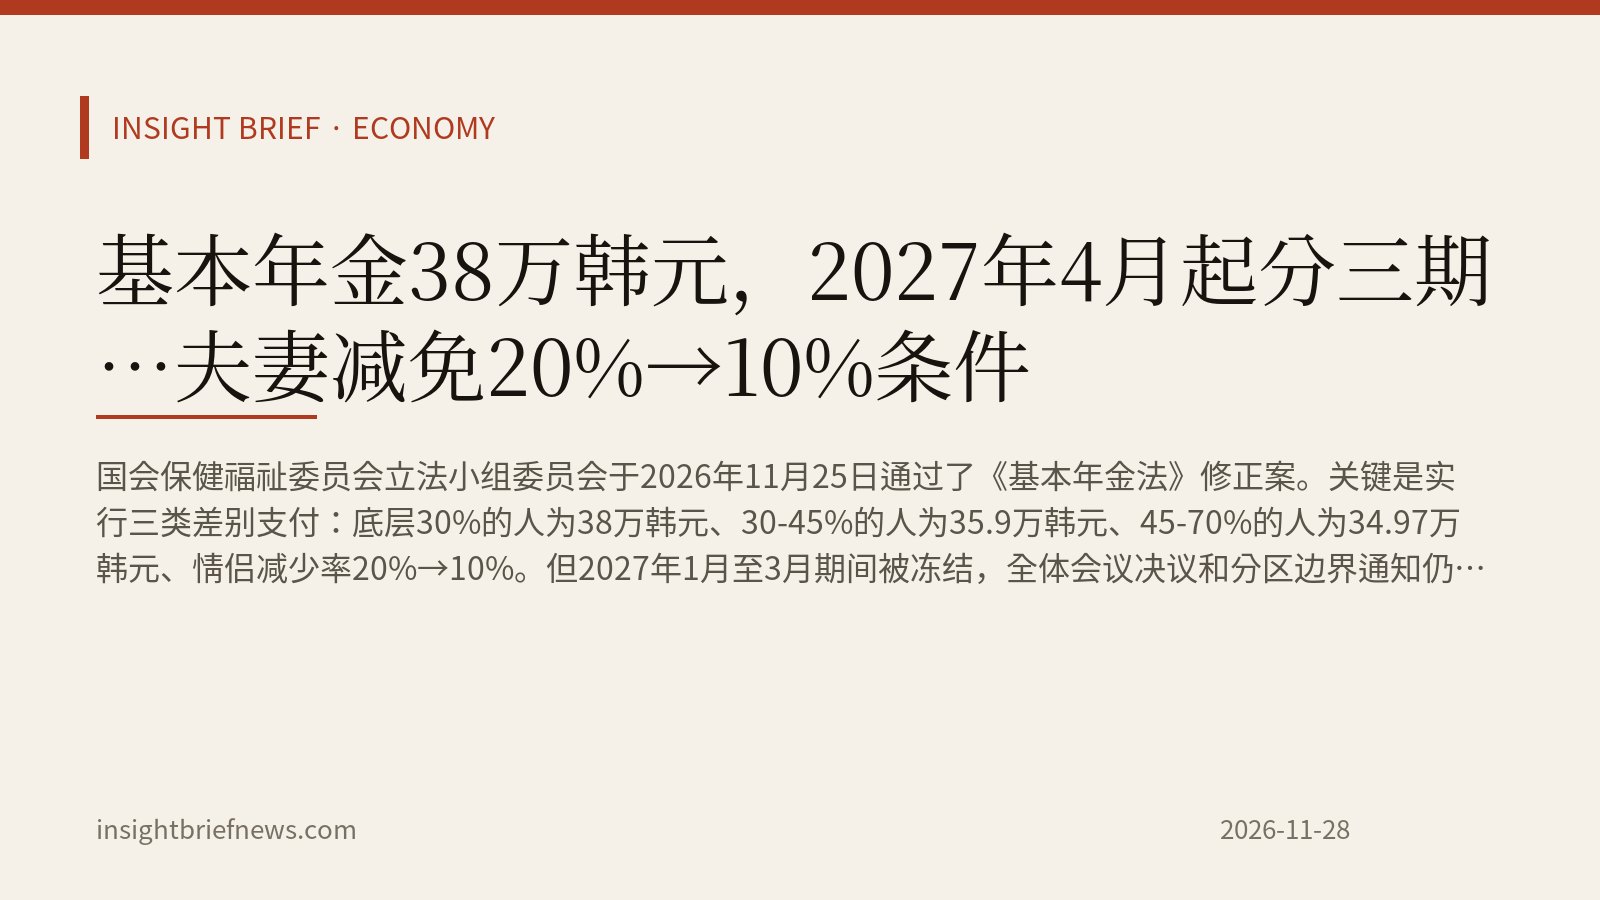 INSIGHT BRIEF · ECONOMY
基本年金38万韩元，2027年4月起分三期
…夫妻减免20%→10%条件
国会保健福祉委员会立法小组委员会于2026年11月25日通过了《基本年金法》修正案。关键是实
行三类差别支付：底层30%的人为38万韩元、30-45%的人为35.9万韩元、45-70%的人为34.97万
韩元、情侣减少率20%→10%。但2027年1月至3月期间被冻结，全体会议决议和分区边界通知仍…
insightbriefnews.com
2026-11-28